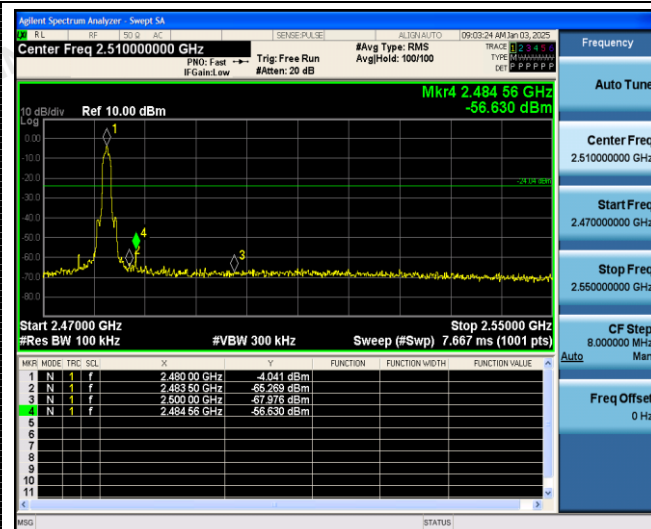 Agilent Spectrum Analyzer - Swept SA
RL RF 50 Ω AC SENSE:PULSE ALIGN AUTO 09:03:24 AM Jan 03, 2025
Center Freq 2.510000000 GHz
PNO: Fast
IFGain:Low
Trig: Free Run
#Atten: 20 dB
#Avg Type: RMS
Avg|Hold: 100/100
TRACE 1 2 3 4 5 6
TYPE M
DET P P P P P P
Mkr4 2.484 56 GHz
-56.630 dBm
10 dB/div Ref 10.00 dBm
Log
0.00
-10.0
-20.0
-30.0
-40.0
-50.0
-60.0
-70.0
-80.0
1
2
3
4
-24.04 dBm
Start 2.47000 GHz Stop 2.55000 GHz
#Res BW 100 kHz #VBW 300 kHz Sweep (#Swp) 7.667 ms (1001 pts)
MKR MODE TRC SCL X Y FUNCTION FUNCTION WIDTH FUNCTION VALUE
1 N 1 f 2.480 00 GHz -4.041 dBm
2 N 1 f 2.483 50 GHz -65.269 dBm
3 N 1 f 2.500 00 GHz -67.976 dBm
4 N 1 f 2.484 56 GHz -56.630 dBm
5
6
7
8
9
10
11
MSG STATUS
Frequency
Auto Tune
Center Freq
2.510000000 GHz
Start Freq
2.470000000 GHz
Stop Freq
2.550000000 GHz
CF Step
8.000000 MHz
Auto Man
Freq Offset
0 Hz